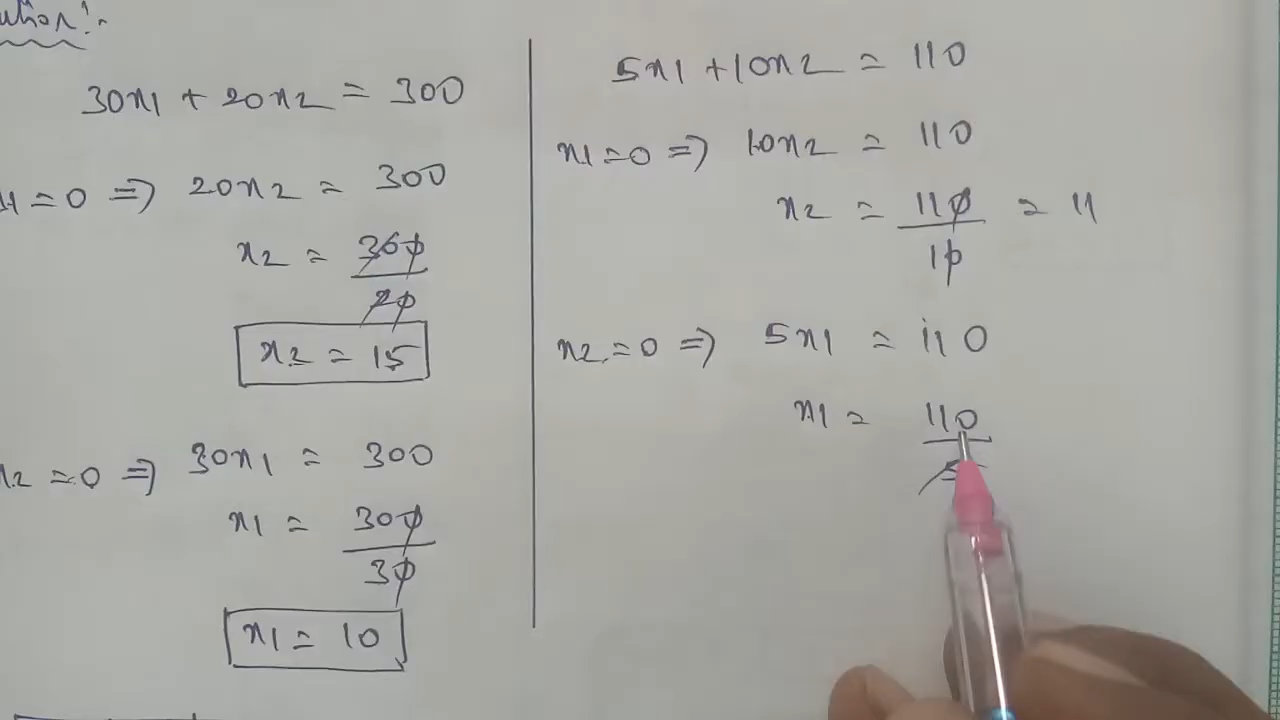 30x1 + 20x2 = 300
x1 = 0 ⇒ 20x2 = 300
x2 = 300/20
x2 = 15
x2 = 0 ⇒ 30x1 = 300
x1 = 300/30
x1 = 10
5x1 + 10x2 = 110
x1 = 0 ⇒ 10x2 = 110
x2 = 110/10 = 11
x2 = 0 ⇒ 5x1 = 110
x1 = 110/5